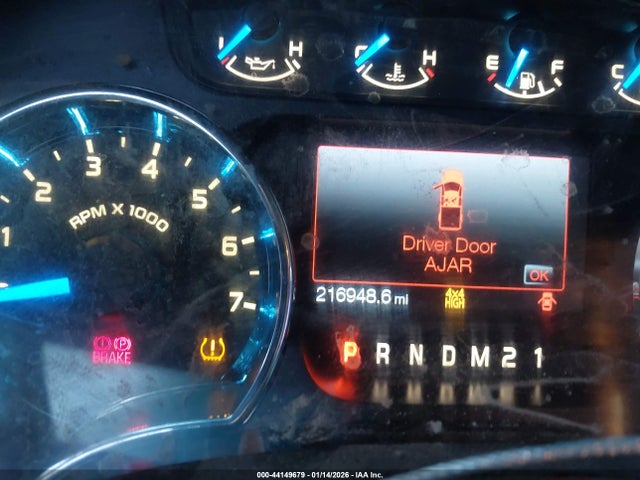 L H
C H
E F
C
1 2 3 4 5 6 7
RPM X 1000
Driver Door
AJAR
OK
216948.6 mi
4x4
HIGH
(!) (P)
BRAKE
(!)
P R N D M 2 1
000-44149679 - 01/14/2026 - IAA Inc.